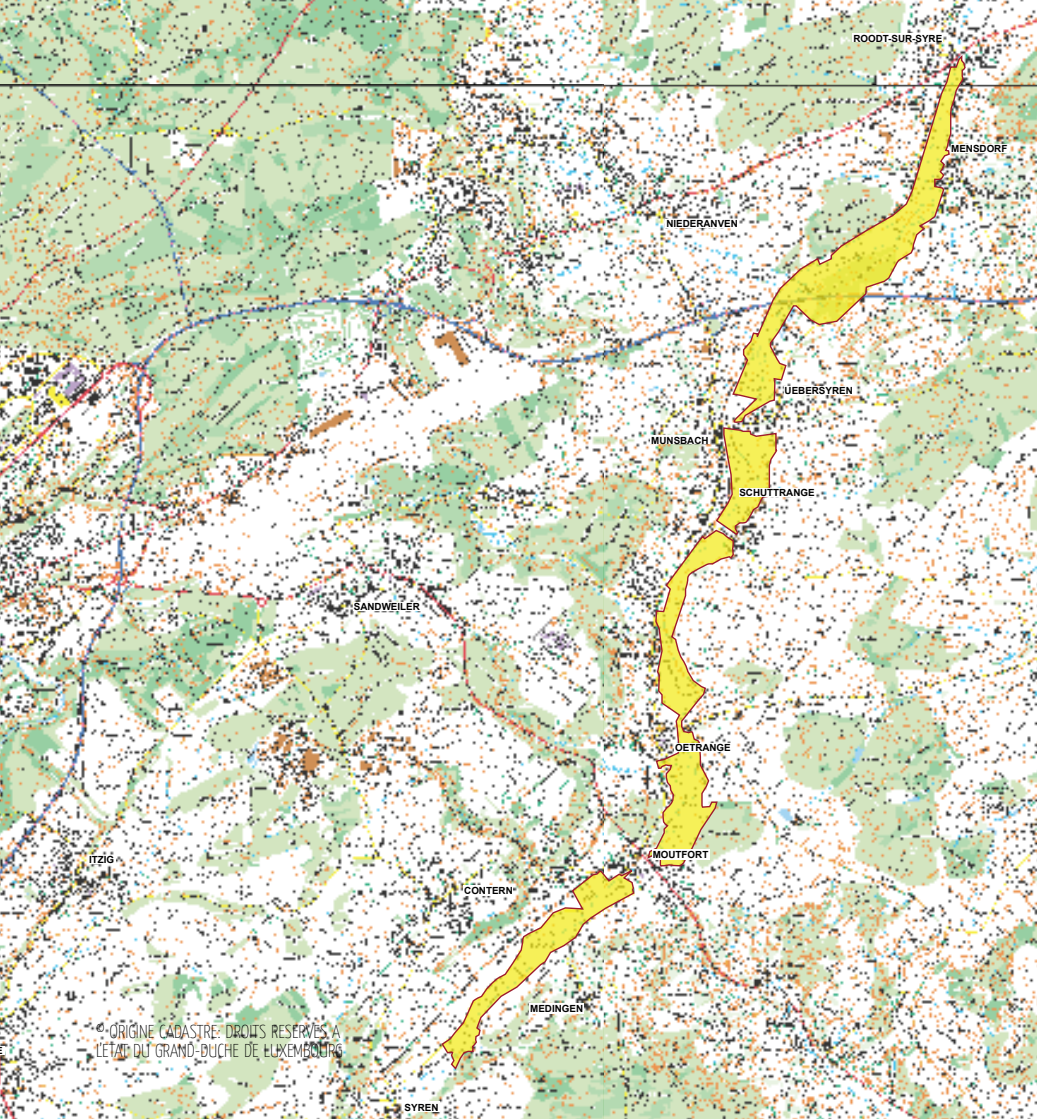 ROODT-SUR-SYRE
MENSDORF
NIEDERANVEN
UEBERSYREN
MUNSBACH
SCHUTTRANGE
SANDWEILER
OETRANGE
MOUTFORT
ITZIG
CONTERN
MEDINGEN
© ORIGINE CADASTRE: DROITS RESERVES A
L'ETAT DU GRAND-DUCHE DE LUXEMBOURG
SYREN